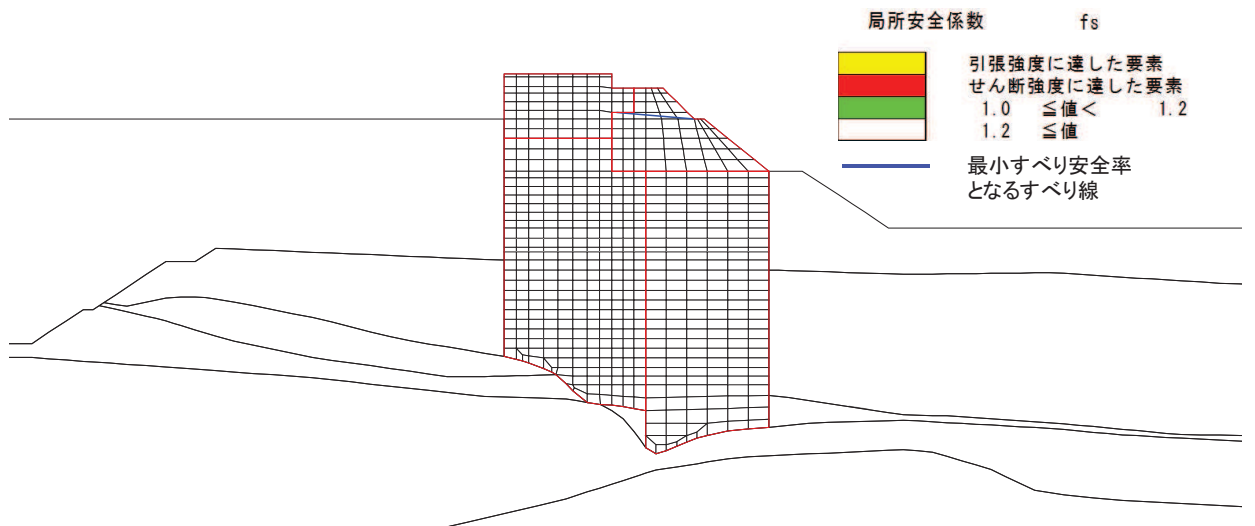 局所安全係数 fs
引張強度に達した要素
せん断強度に達した要素
1.0 ≦値< 1.2
1.2 ≦値
最小すべり安全率
となるすべり線